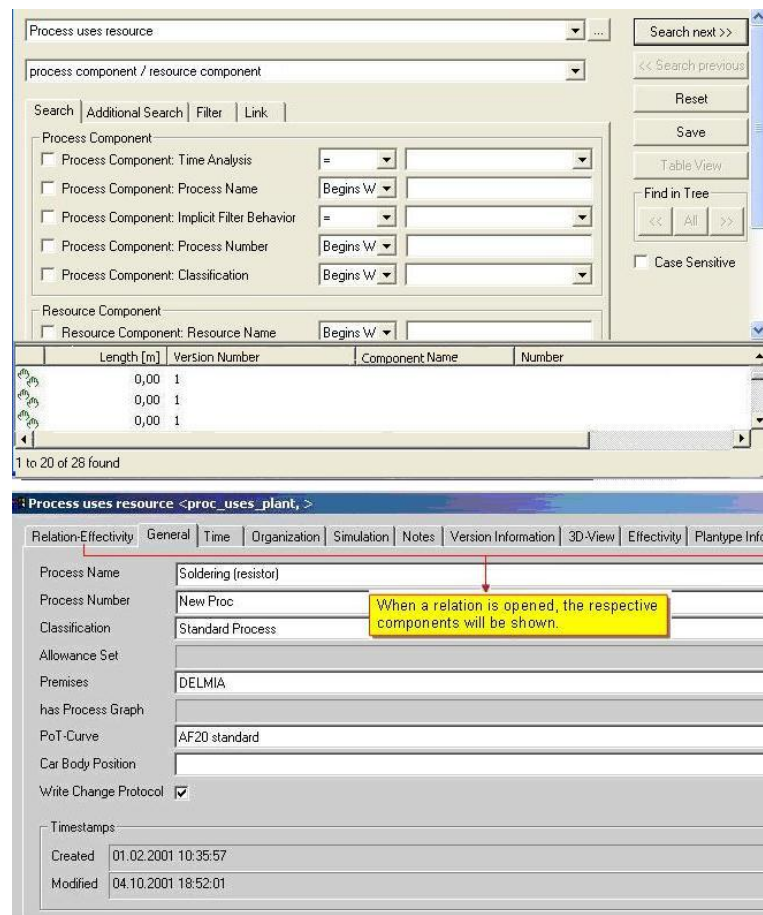 Process uses resource ... Search next >>
process component / resource component << Search previous
Reset
Search Additional Search Filter Link
Save
Process Component
Process Component: Time Analysis = Table View
Process Component: Process Name Begins W Find in Tree
Process Component: Implicit Filter Behavior = << All >>
Process Component: Process Number Begins W
Case Sensitive
Process Component: Classification Begins W
Resource Component
Resource Component: Resource Name Begins W
Length [m] Version Number Component Name Number
0,00 1
0,00 1
0,00 1
1 to 20 of 28 found
Process uses resource <proc_uses_plant, >
Relation-Effectivity General Time Organization Simulation Notes Version Information 3D-View Effectivity Plantype Info
Process Name Soldering (resistor)
Process Number New Proc
When a relation is opened, the respective
components will be shown.
Classification Standard Process
Allowance Set
Premises DELMIA
has Process Graph
PoT-Curve AF20 standard
Car Body Position
Write Change Protocol
Timestamps
Created 01.02.2001 10:35:57
Modified 04.10.2001 18:52:01